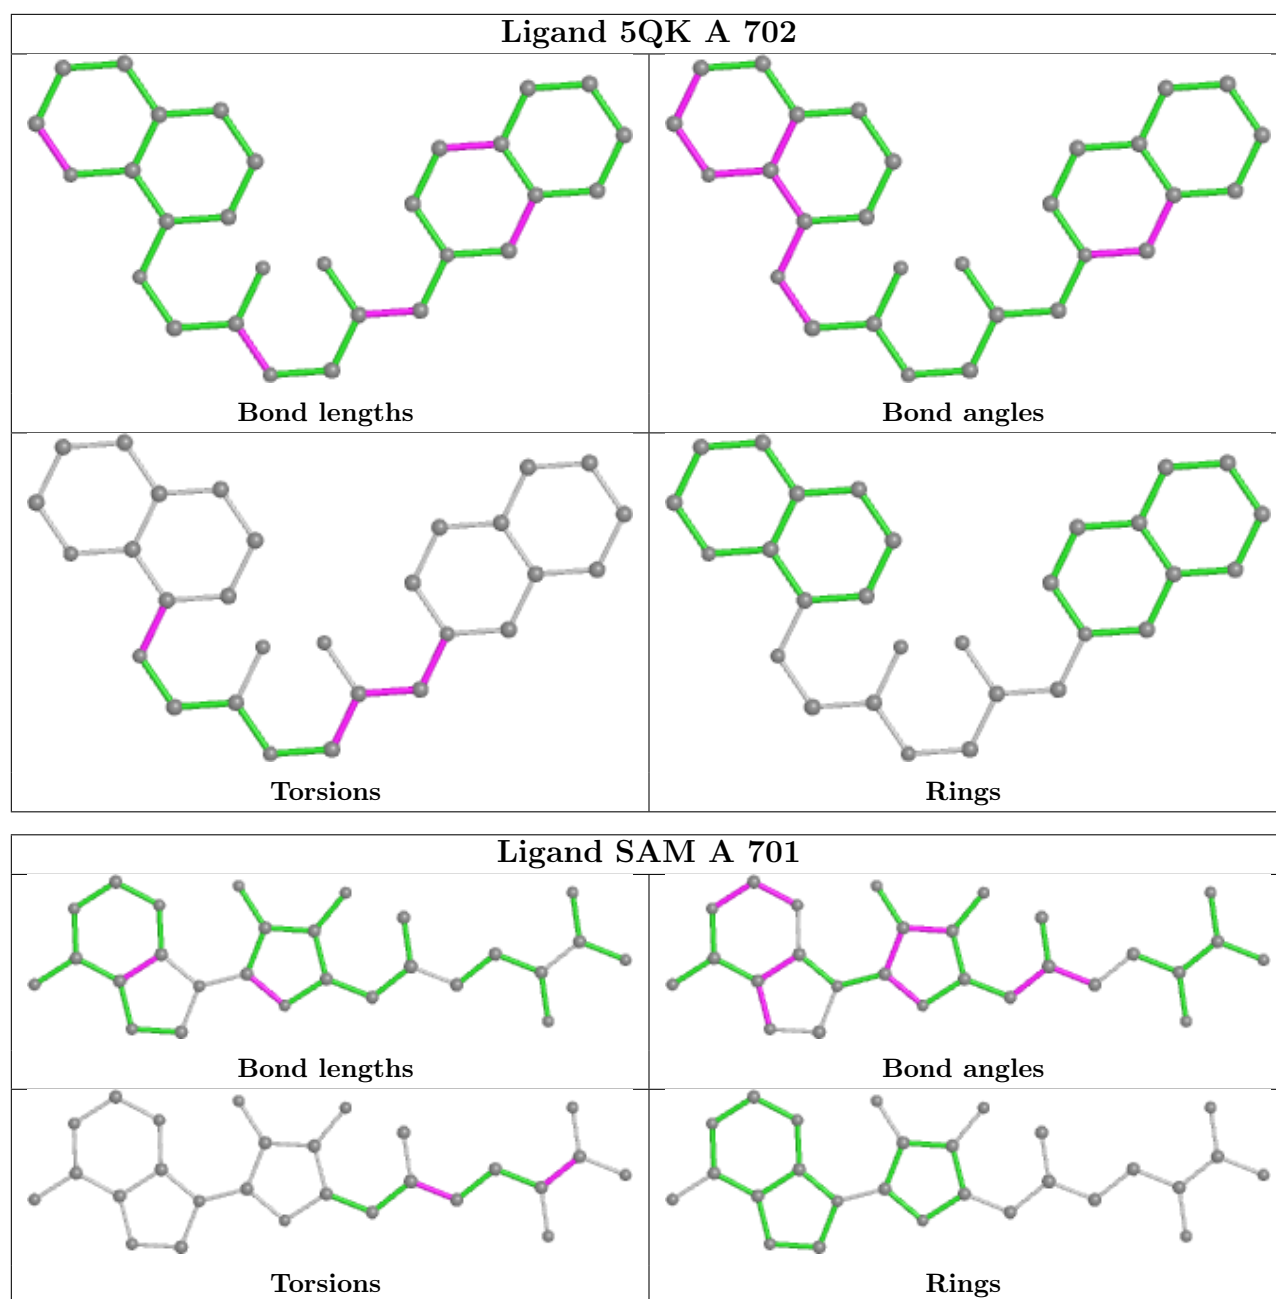 Ligand 5QK A 702
Bond lengths
Bond angles
Torsions
Rings
Ligand SAM A 701
Bond lengths
Bond angles
Torsions
Rings